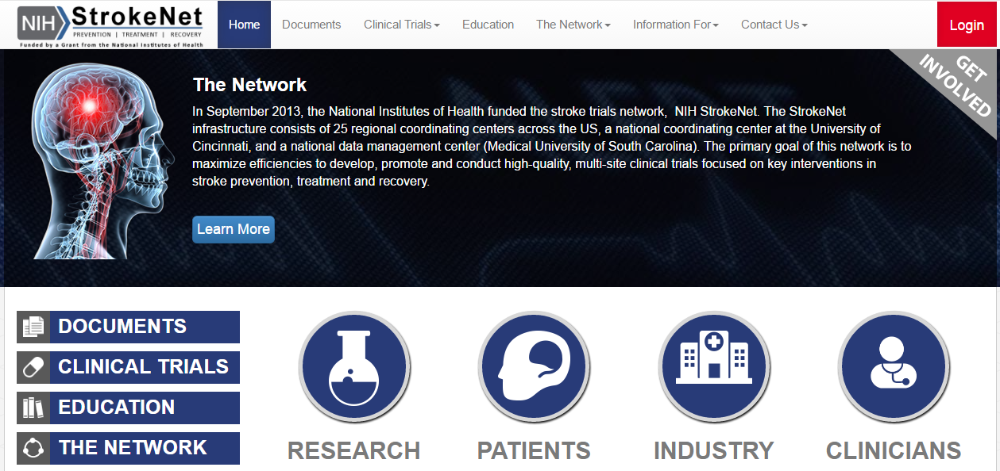 NIH StrokeNet
PREVENTION | TREATMENT | RECOVERY
Funded by a Grant from the National Institutes of Health
Home
Documents
Clinical Trials
Education
The Network
Information For
Contact Us
Login
GET
INVOLVED
The Network
In September 2013, the National Institutes of Health funded the stroke trials network,  NIH StrokeNet. The StrokeNet
infrastructure consists of 25 regional coordinating centers across the US, a national coordinating center at the University of
Cincinnati, and a national data management center (Medical University of South Carolina). The primary goal of this network is to
maximize efficiencies to develop, promote and conduct high-quality, multi-site clinical trials focused on key interventions in
stroke prevention, treatment and recovery.
Learn More
DOCUMENTS
CLINICAL TRIALS
EDUCATION
THE NETWORK
RESEARCH
PATIENTS
INDUSTRY
CLINICIANS